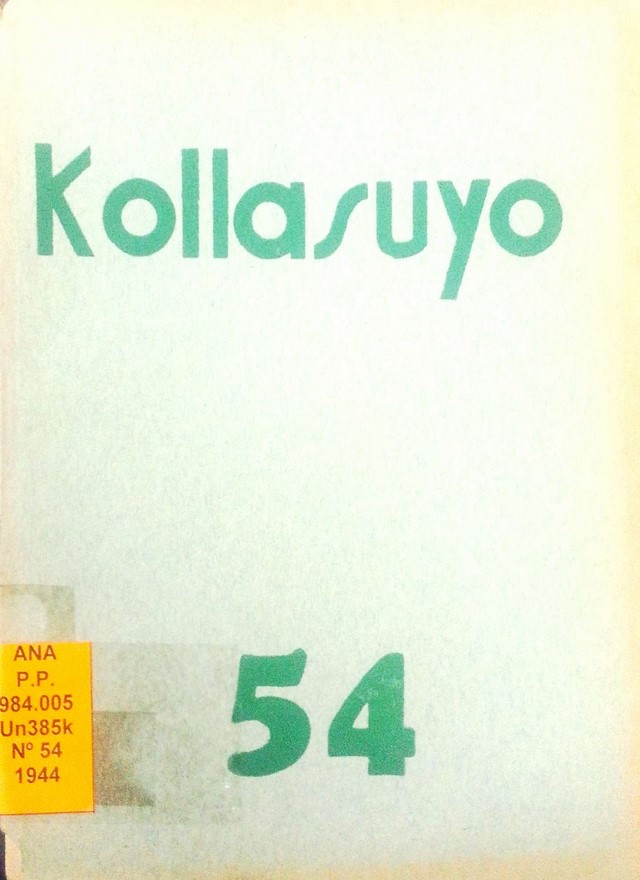 Kollasuyo
54
ANA
P.P.
984.005
Un385k
Nº 54
1944